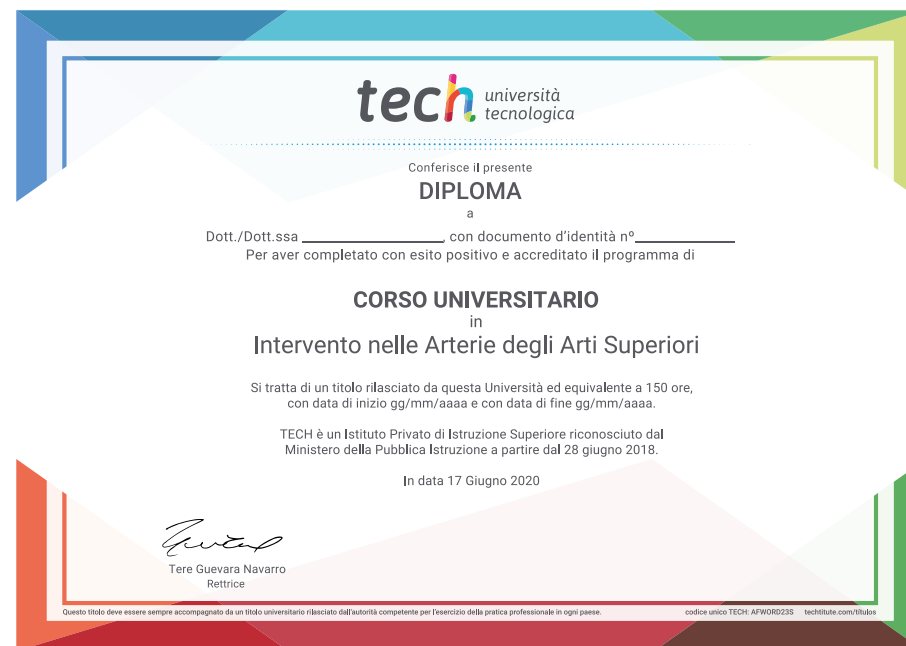 tech università
tecnologica
Conferisce il presente
DIPLOMA
a
Dott./Dott.ssa ____________________, con documento d'identità nº______________
Per aver completato con esito positivo e accreditato il programma di
CORSO UNIVERSITARIO
in
Intervento nelle Arterie degli Arti Superiori
Si tratta di un titolo rilasciato da questa Università ed equivalente a 150 ore,
con data di inizio gg/mm/aaaa e con data di fine gg/mm/aaaa.
TECH è un Istituto Privato di Istruzione Superiore riconosciuto dal
Ministero della Pubblica Istruzione a partire dal 28 giugno 2018.
In data 17 Giugno 2020
Tere Guevara Navarro
Rettrice
Questo titolo deve essere sempre accompagnato da un titolo universitario rilasciato dall'autorità competente per l'esercizio della pratica professionale in ogni paese. codice unico TECH: AFWORD23S techtitute.com/titulos